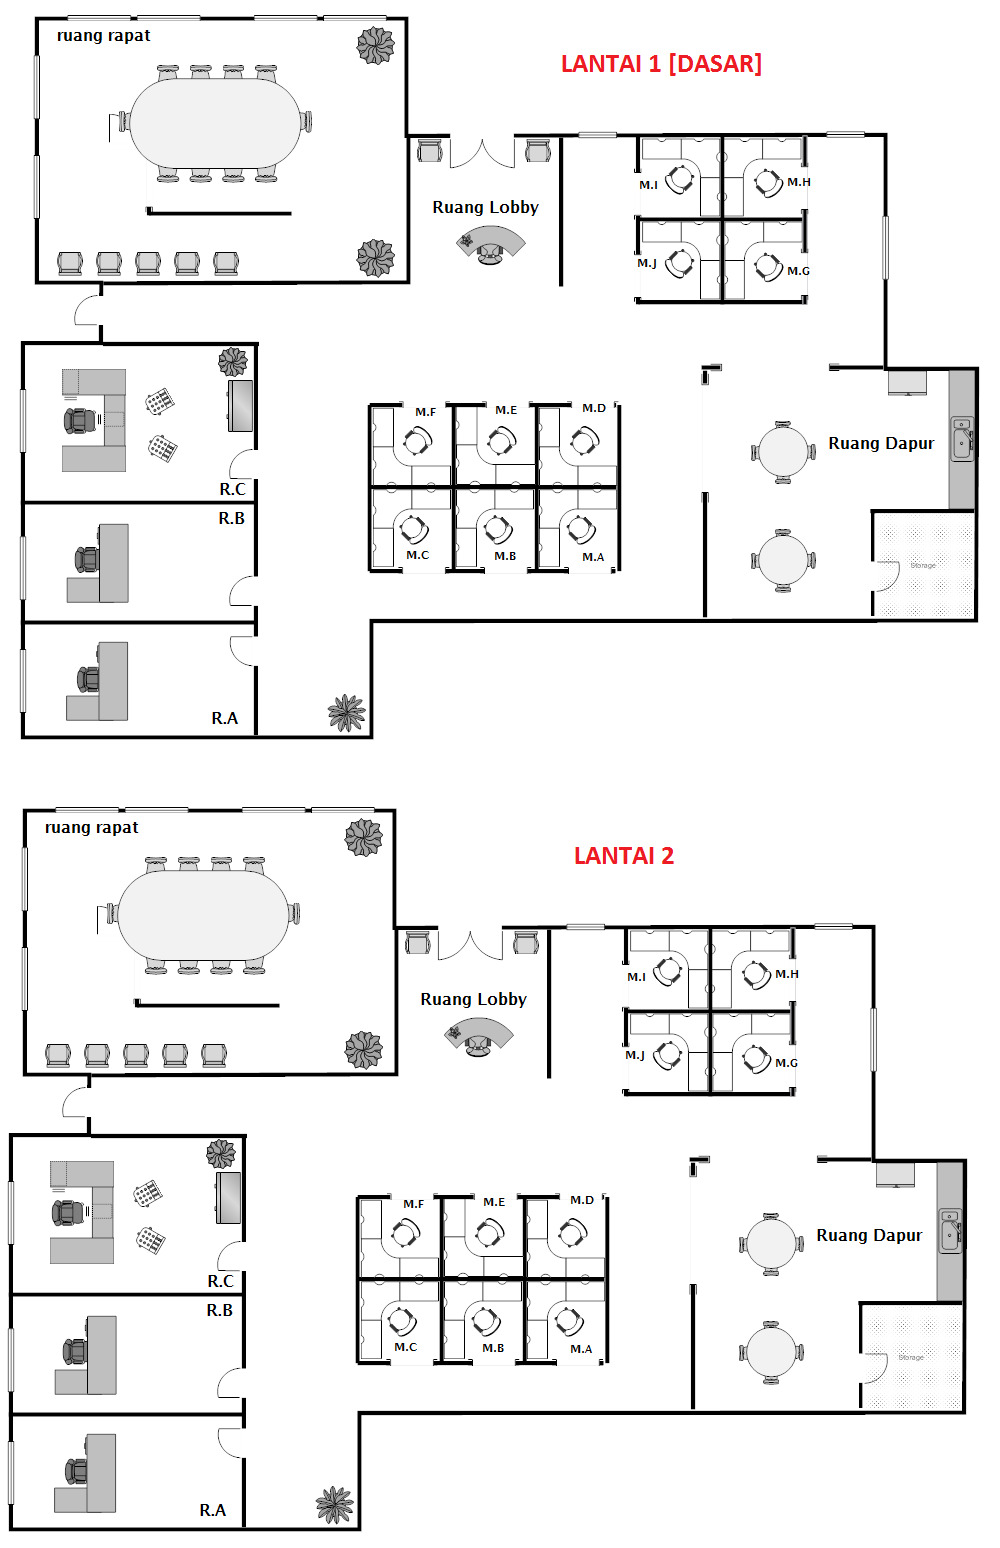 ruang rapat
LANTAI 1 [DASAR]
M.I
M.H
Ruang Lobby
M.J
M.G
M.F
M.E
M.D
Ruang Dapur
R.C
R.B
M.C
M.B
M.A
Storage
R.A
ruang rapat
LANTAI 2
M.I
M.H
Ruang Lobby
M.J
M.G
M.F
M.E
M.D
Ruang Dapur
R.C
R.B
M.C
M.B
M.A
Storage
R.A